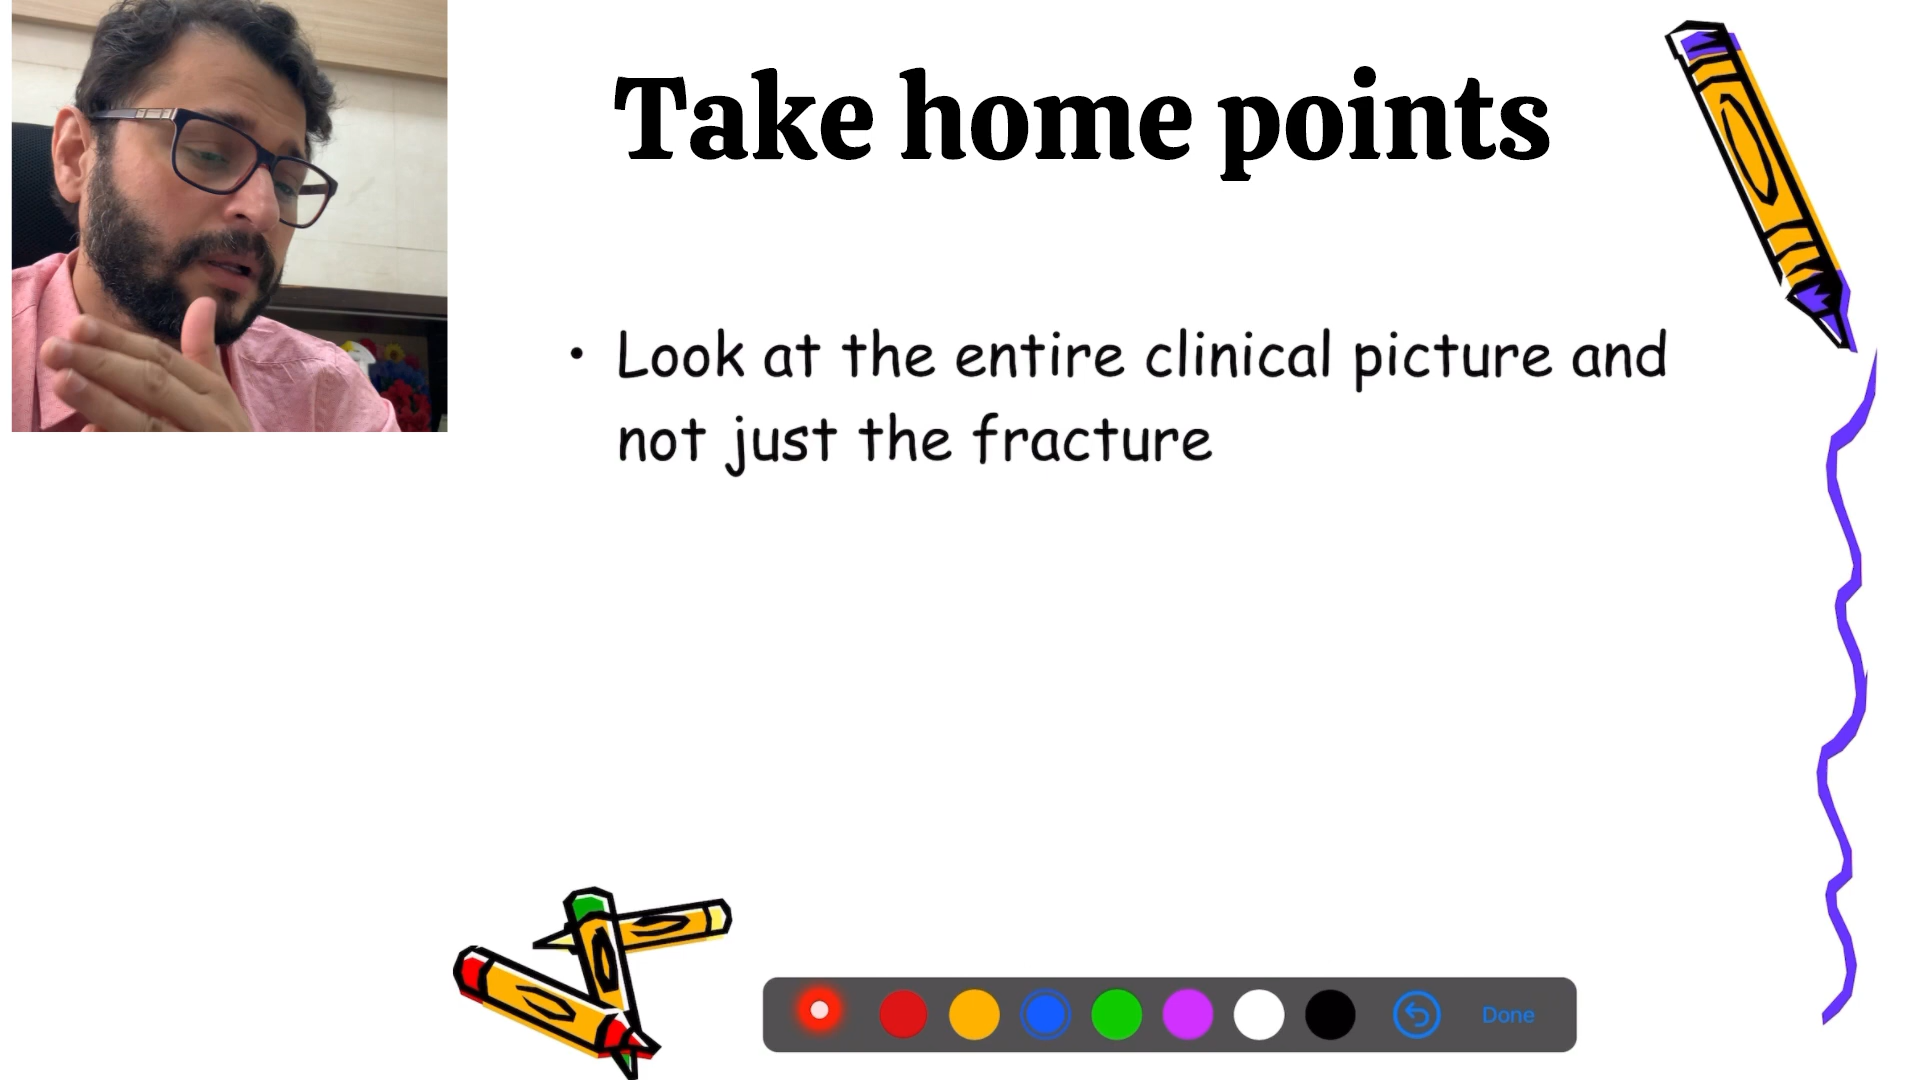 Take home points
• Look at the entire clinical picture and
not just the fracture
Done